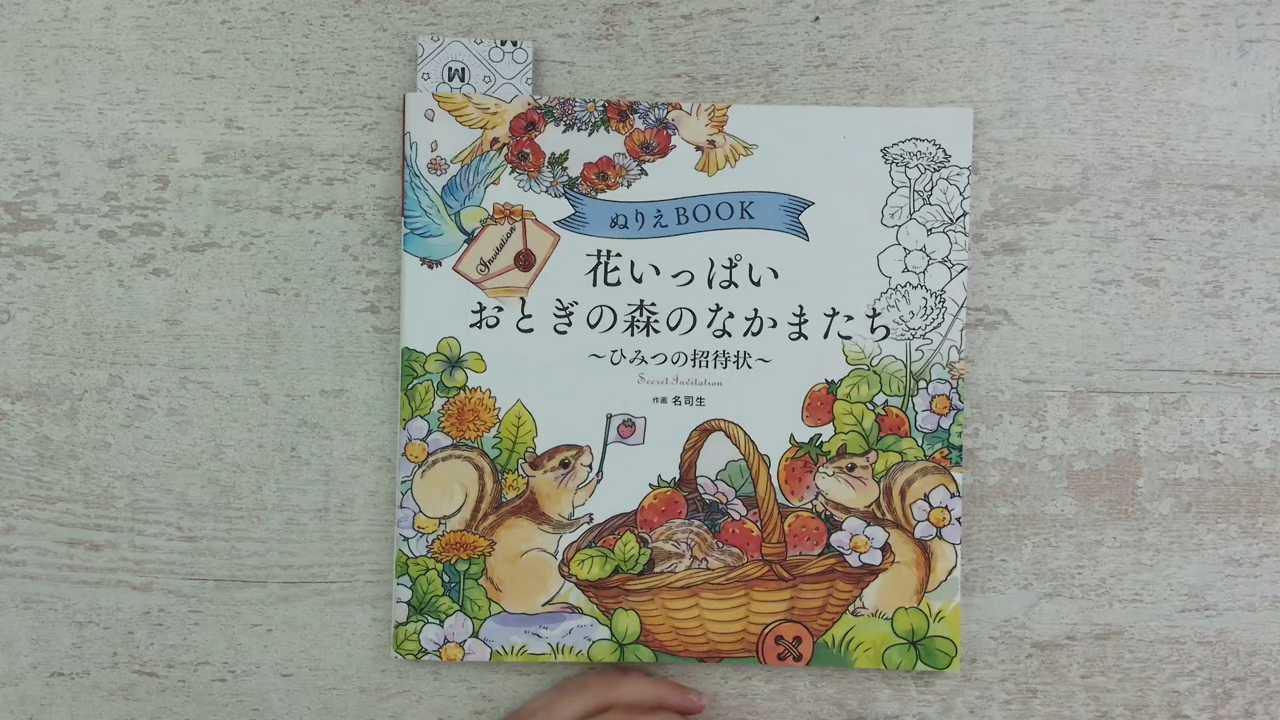 M
Invitation
ぬりえBOOK
花いっぱい
おとぎの森のなかまたち
～ひみつの招待状～
Secret Invitation
作画 名司生